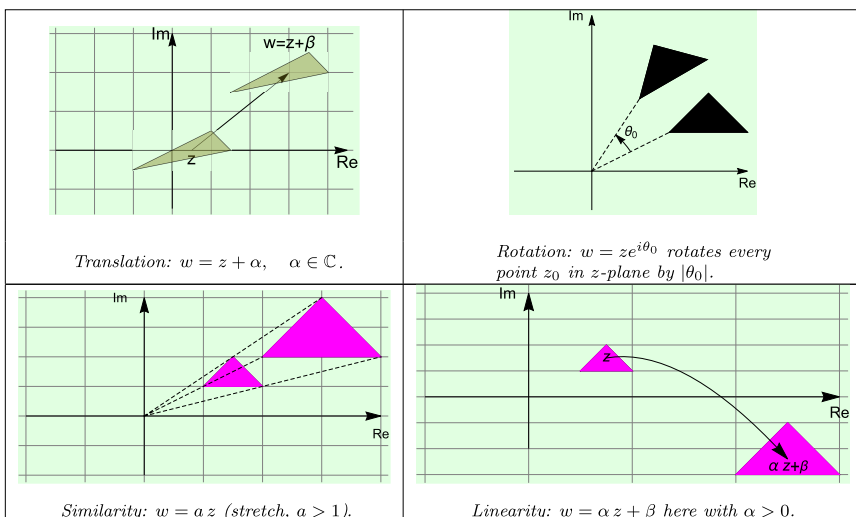 Im
w=z+β
z
Re
Translation: w = z + α, α ∈ ℂ.
Im
θ₀
Re
Rotation: w = ze^{iθ₀} rotates every
point z₀ in z-plane by |θ₀|.
Im
Re
Similarity: w = a z (stretch, a > 1).
Im
z
Re
α z+β
Linearity: w = α z + β here with α > 0.